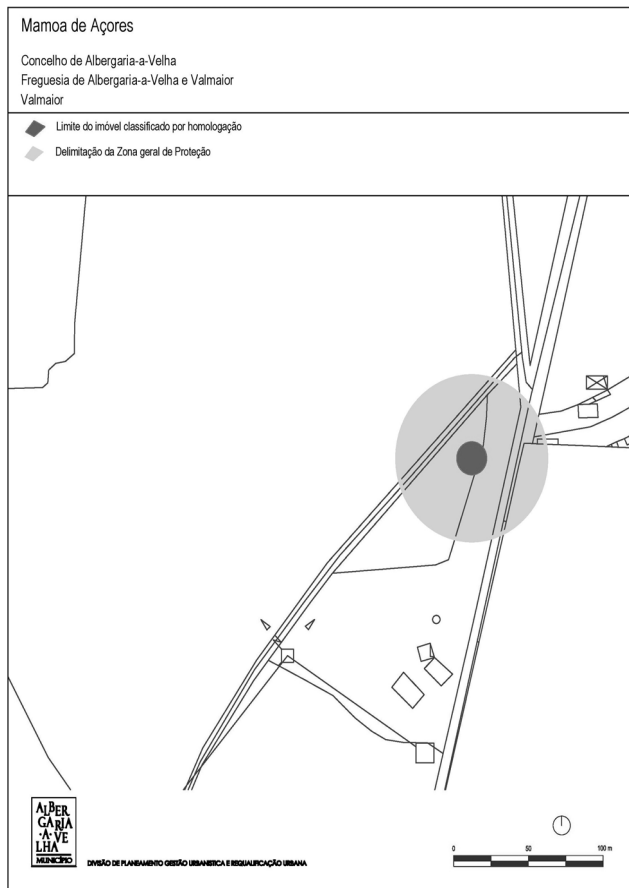 Mamoa de Açores
Concelho de Albergaria-a-Velha
Freguesia de Albergaria-a-Velha e Valmaior
Valmaior
Limite do imóvel classificado por homologação
Delimitação da Zona geral de Proteção
ALBER
GARIA
·A·VE
LHA
MUNICÍPIO
DIVISÃO DE PLANEAMENTO GESTÃO URBANISTICA E REQUALIFICAÇÃO URBANA
0 50 100 m